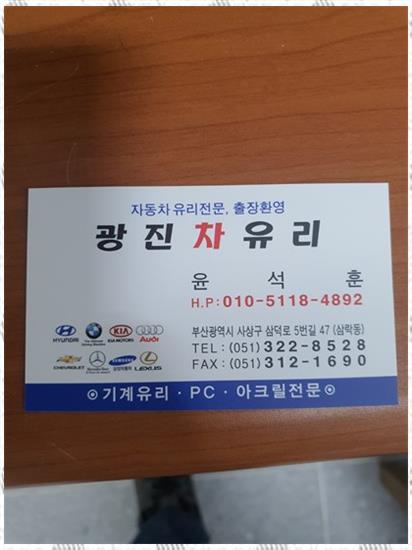 자동차 유리전문, 출장환영
광진차유리
윤 석 훈
H.P:010-5118-4892
HYUNDAI
KIA MOTORS
Audi
CHEVROLET
Mercedes-Benz
SAMSUNG
LEXUS
부산광역시 사상구 삼덕로 5번길 47 (삼락동)
TEL:(051)322-8528
FAX:(051)312-1690
◎기계유리·PC·아크릴전문◎